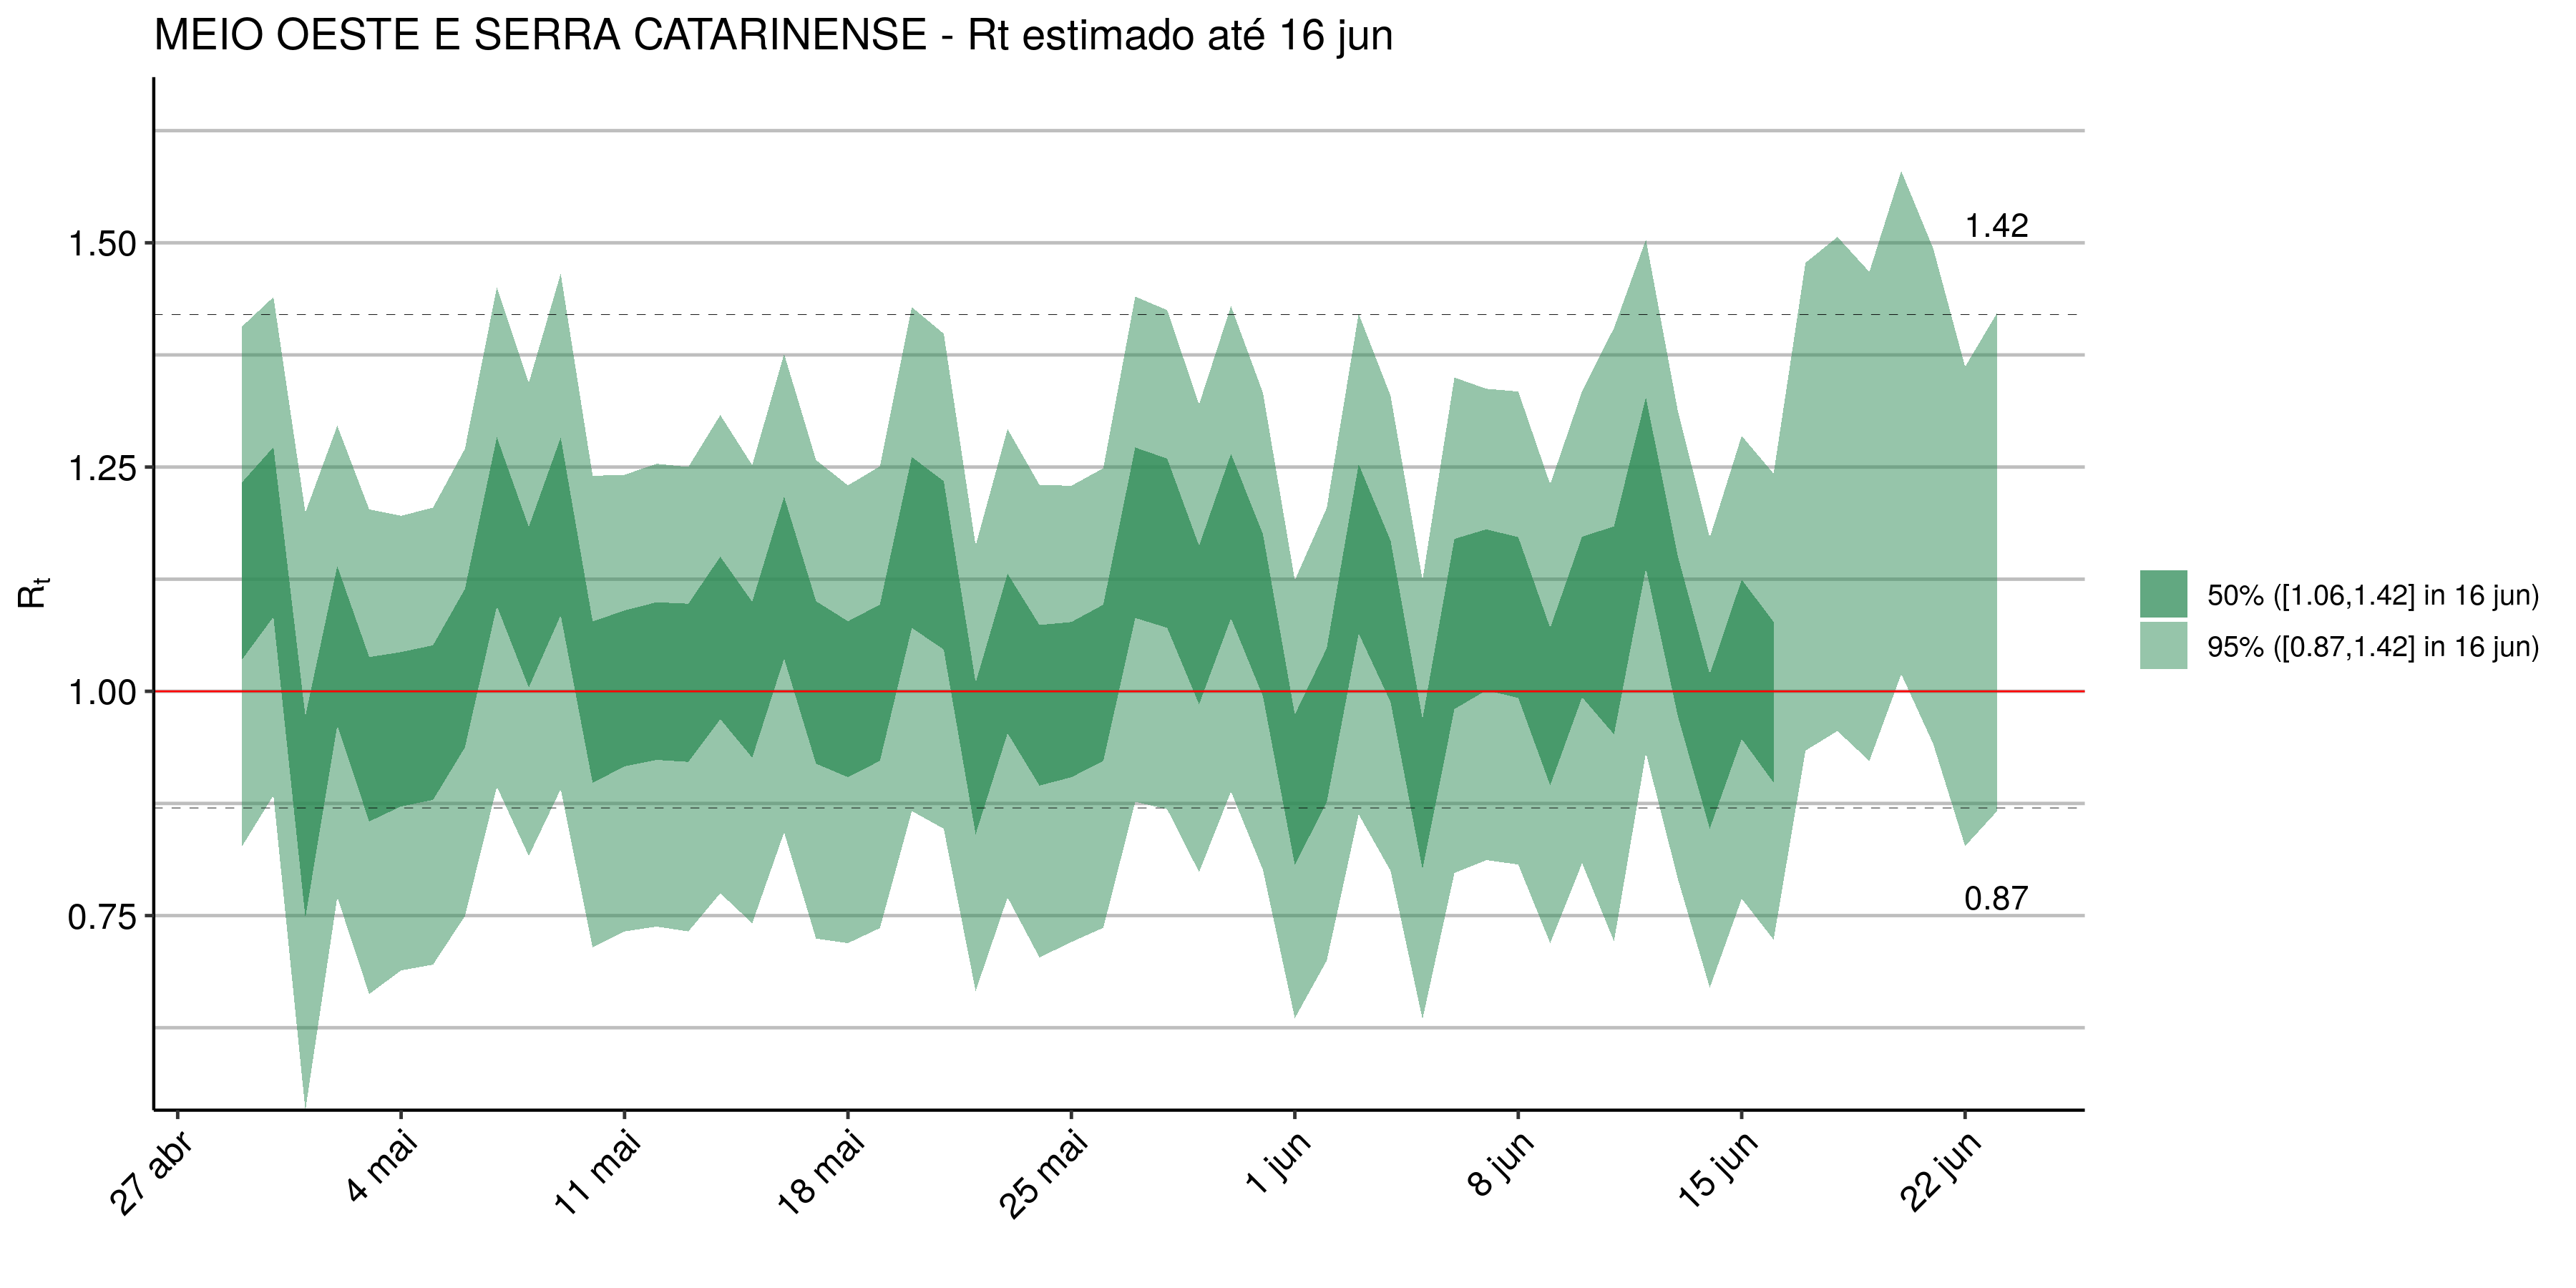 MEIO OESTE E SERRA CATARINENSE - Rt estimado até 16 jun
1.50
1.25
1.00
0.75
Rt
1.42
0.87
27 abr
4 mai
11 mai
18 mai
25 mai
1 jun
8 jun
15 jun
22 jun
50% ([1.06,1.42] in 16 jun)
95% ([0.87,1.42] in 16 jun)